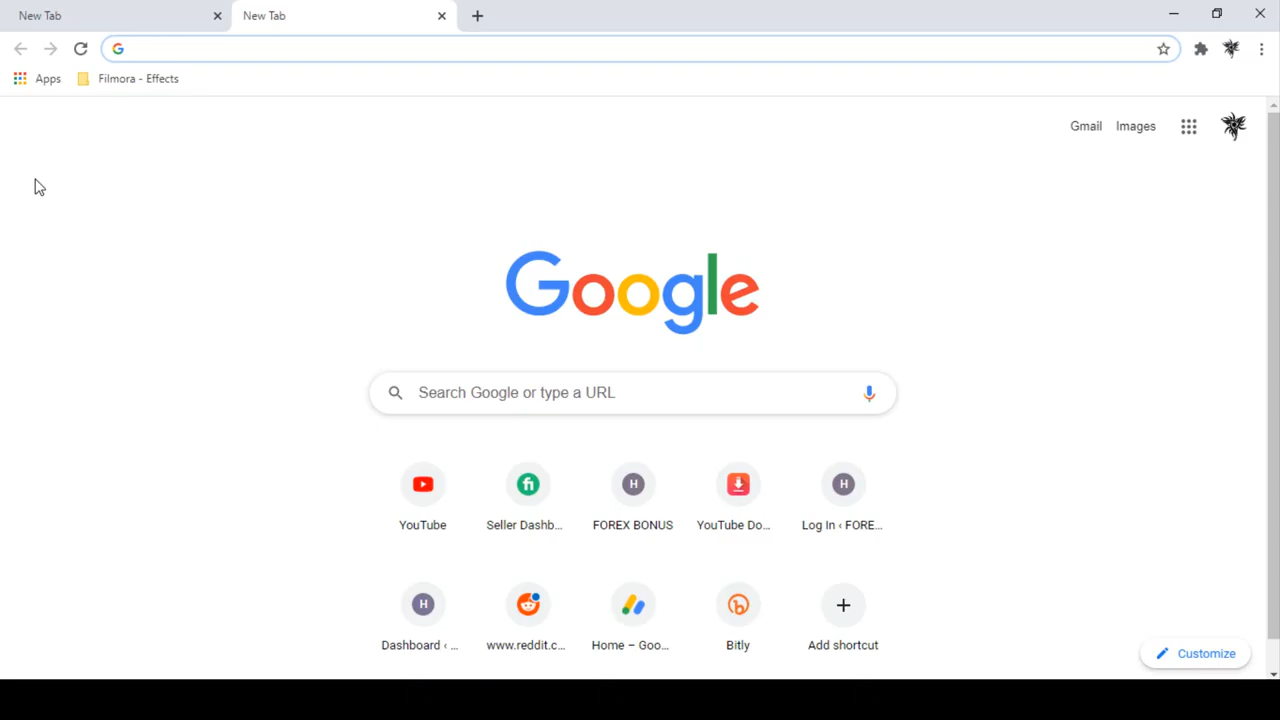 New Tab
New Tab
Apps
Filmora - Effects
Gmail
Images
Google
Search Google or type a URL
YouTube
Seller Dashb...
FOREX BONUS
YouTube Do...
Log In ‹ FORE...
H
H
Dashboard ‹ ...
www.reddit.c...
Home – Goo...
Bitly
Add shortcut
H
Customize